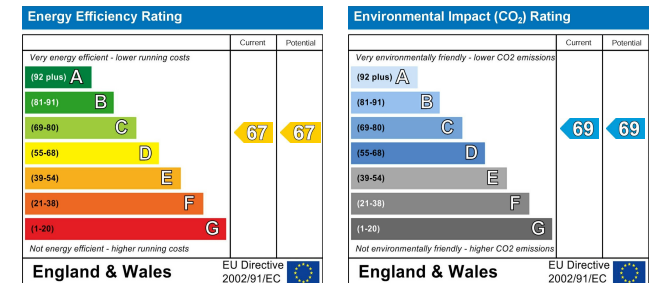 Energy Efficiency Rating
Current Potential
Very energy efficient - lower running costs
(92 plus) A
(81-91) B
(69-80) C
(55-68) D
(39-54) E
(21-38) F
(1-20) G
67 67
Not energy efficient - higher running costs
England & Wales
EU Directive
2002/91/EC
Environmental Impact (CO₂) Rating
Current Potential
Very environmentally friendly - lower CO2 emissions
(92 plus) A
(81-91) B
(69-80) C
(55-68) D
(39-54) E
(21-38) F
(1-20) G
69 69
Not environmentally friendly - higher CO2 emissions
England & Wales
EU Directive
2002/91/EC